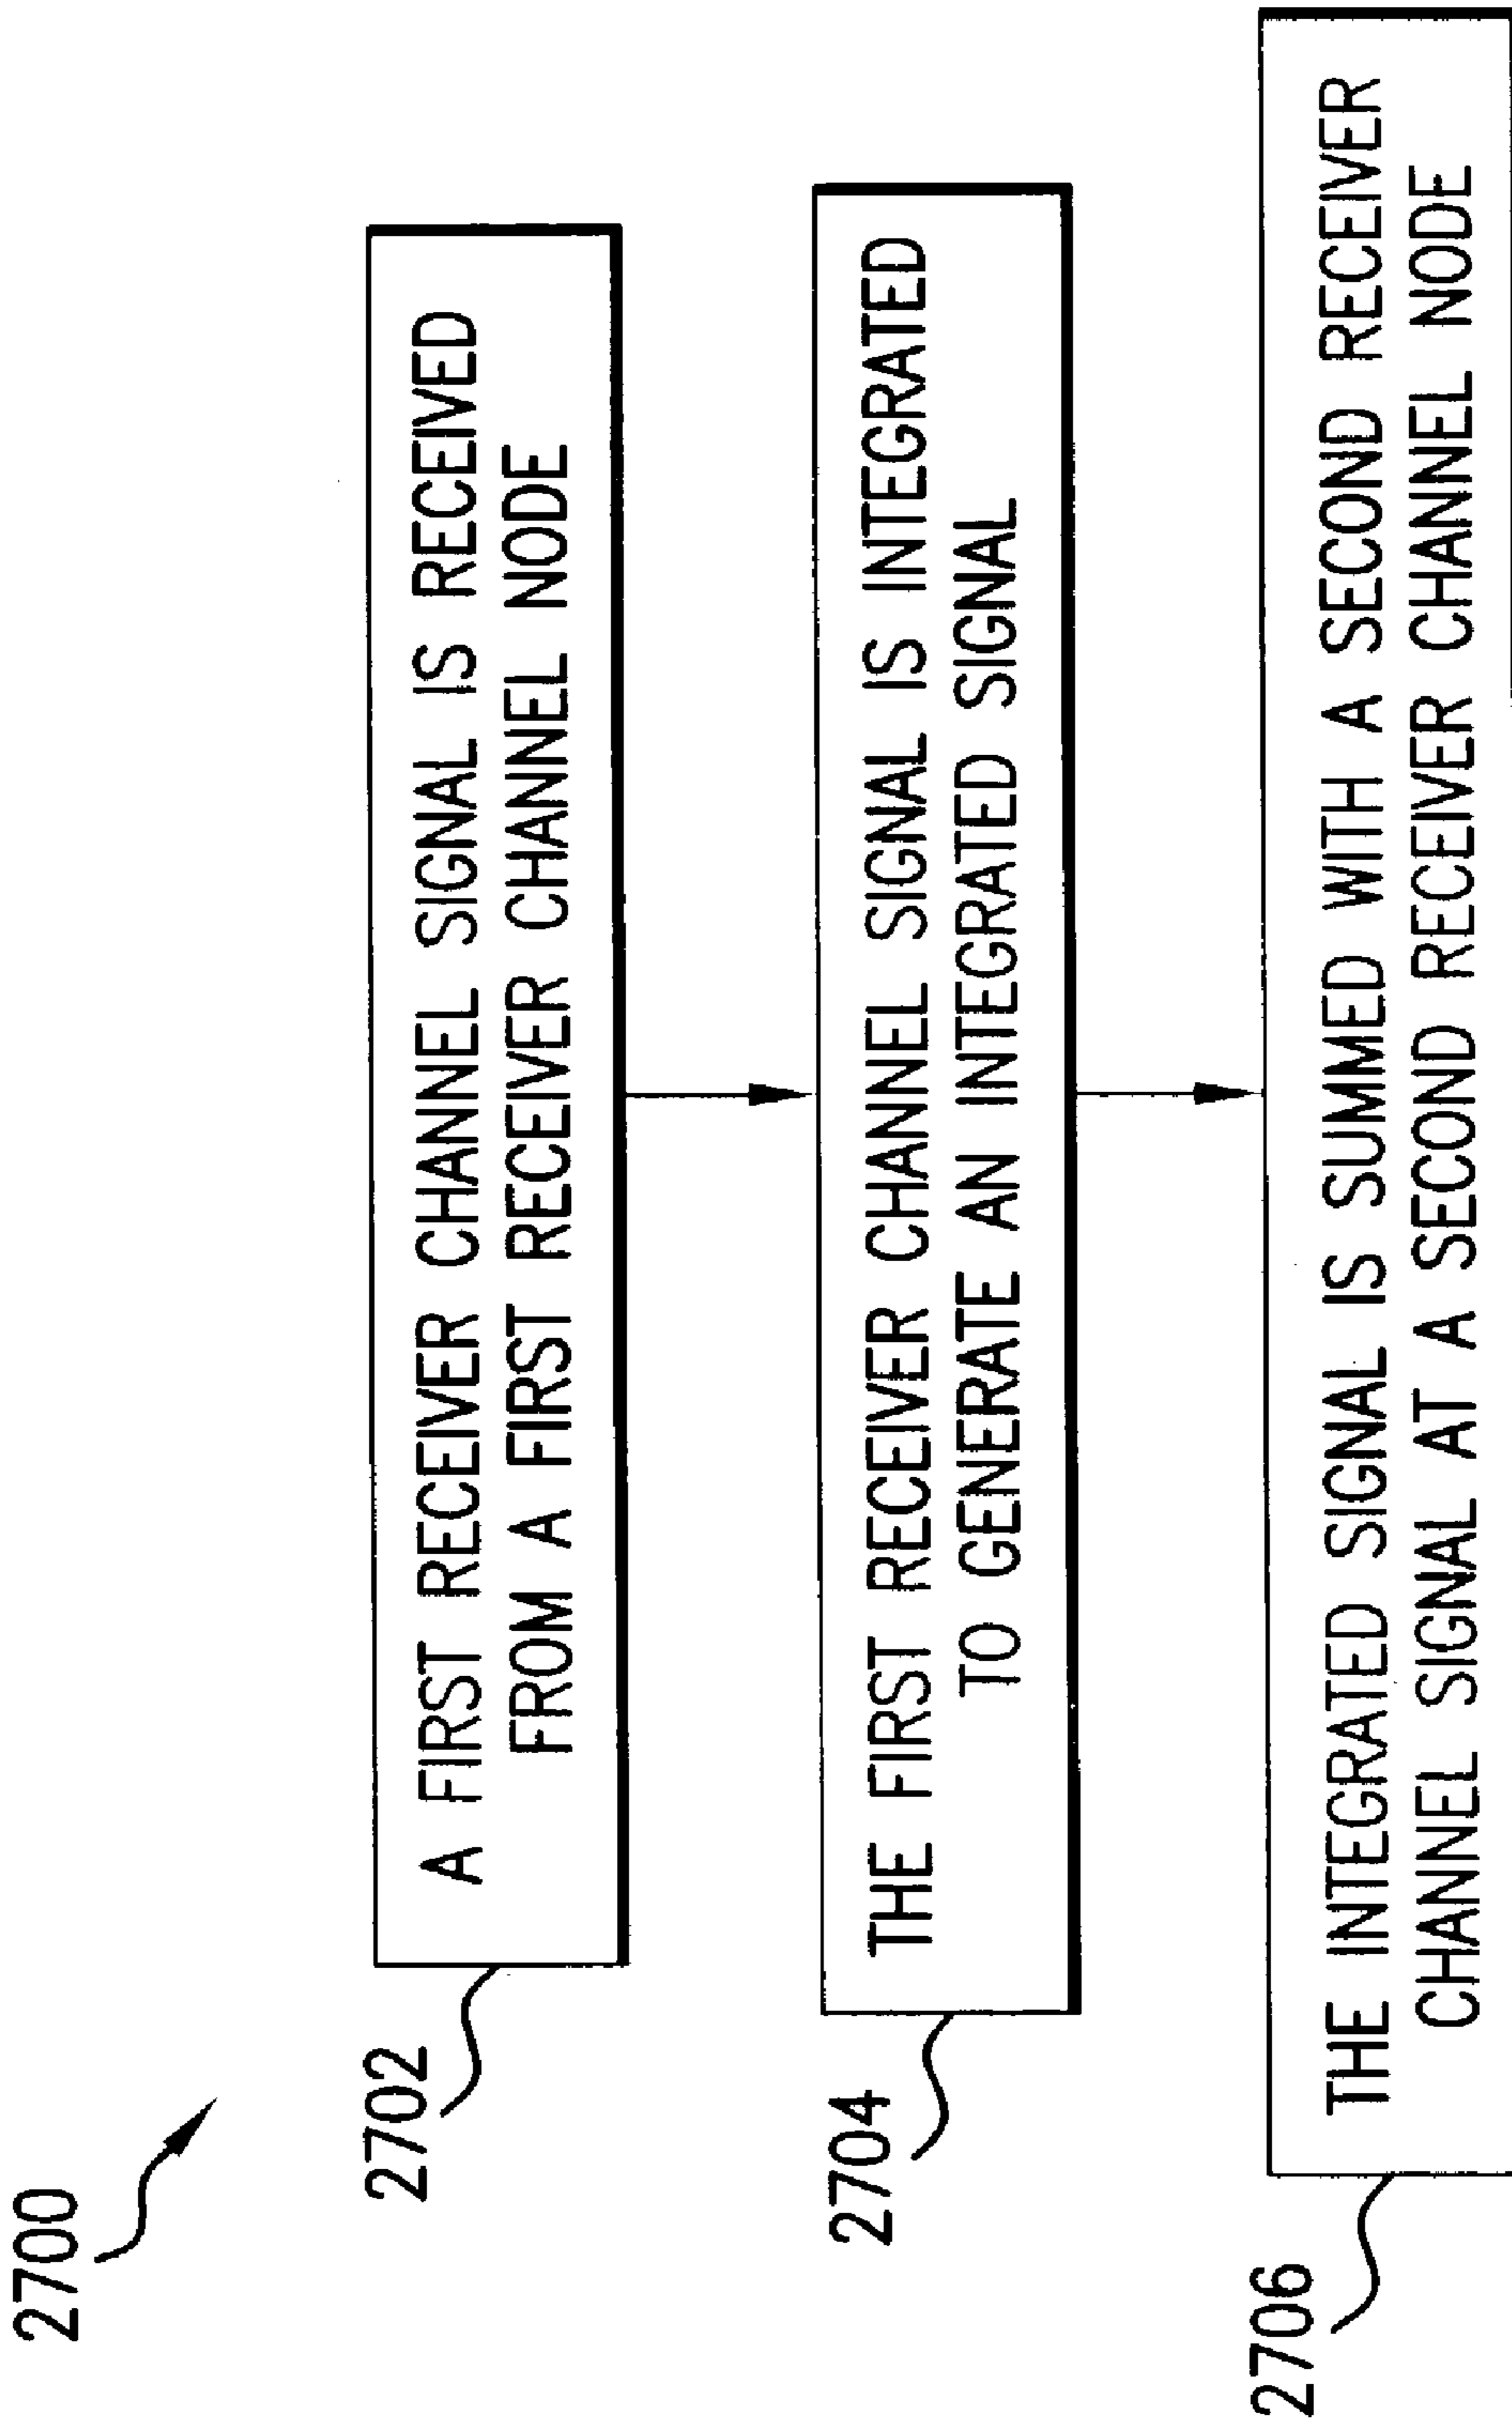 2700
2702
A FIRST RECEIVER CHANNEL SIGNAL IS RECEIVED
FROM A FIRST RECEIVER CHANNEL NODE
2704
THE FIRST RECEIVER CHANNEL SIGNAL IS INTEGRATED
TO GENERATE AN INTEGRATED SIGNAL
2706
THE INTEGRATED SIGNAL IS SUMMED WITH A SECOND RECEIVER
CHANNEL SIGNAL AT A SECOND RECEIVER CHANNEL NODE